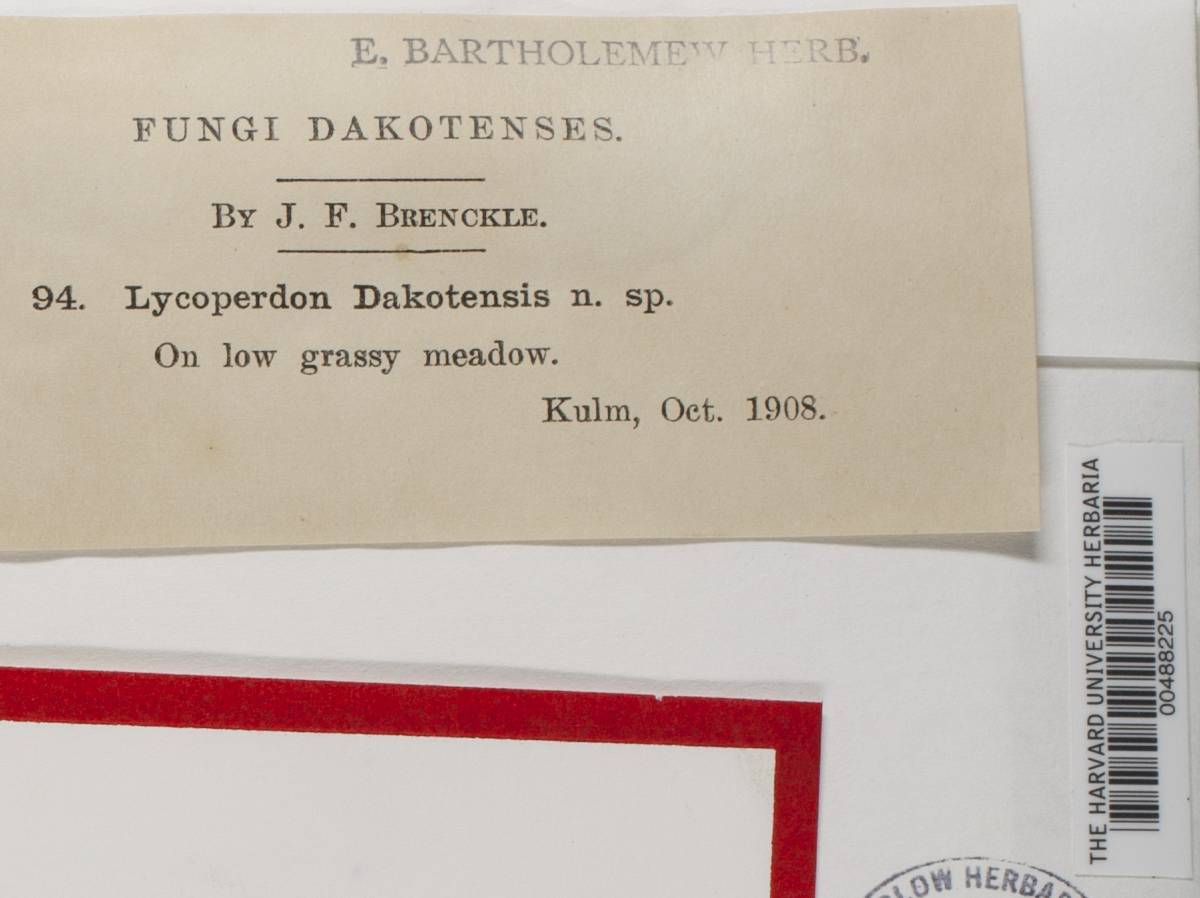 E. BARTHOLEMEW HERB.
FUNGI DAKOTENSES.
BY J. F. BRENCKLE.
94. Lycoperdon Dakotensis n. sp.
On low grassy meadow.
Kulm, Oct. 1908.
THE HARVARD UNIVERSITY HERBARIA
00488225
HERBAR